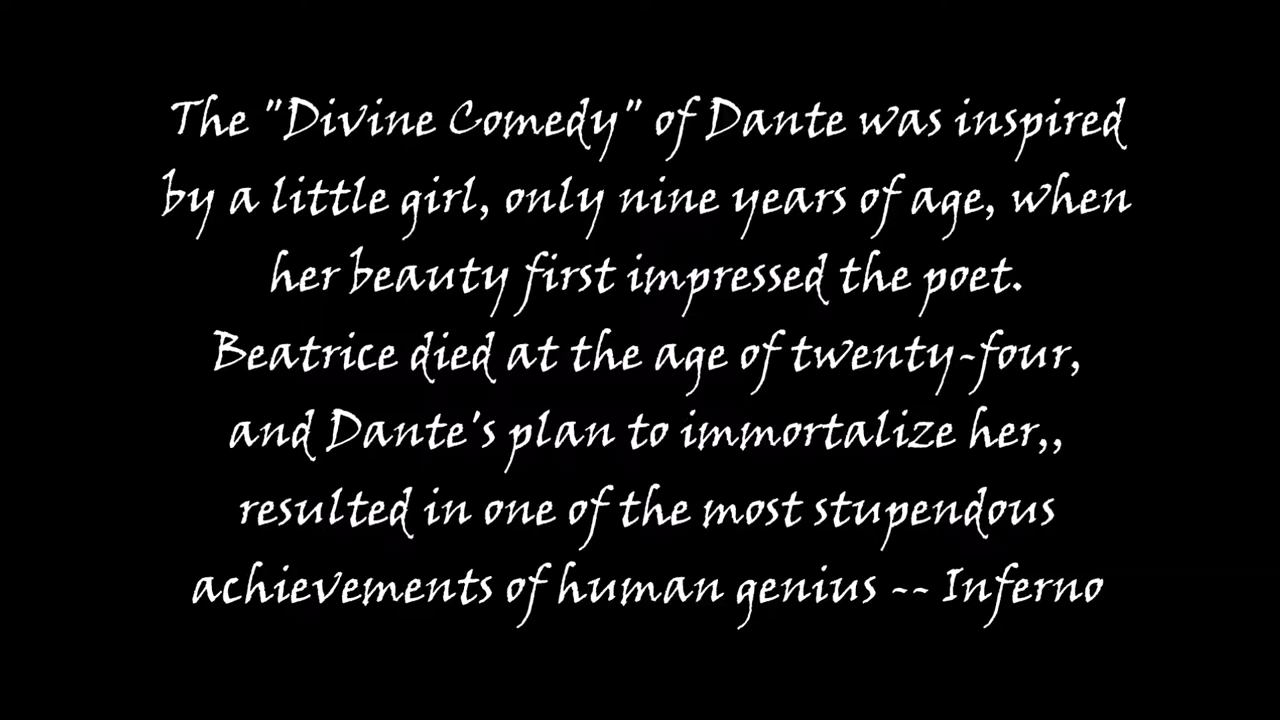 The "Divine Comedy" of Dante was inspired
by a little girl, only nine years of age, when
her beauty first impressed the poet.
Beatrice died at the age of twenty-four,
and Dante's plan to immortalize her,,
resulted in one of the most stupendous
achievements of human genius -- Inferno